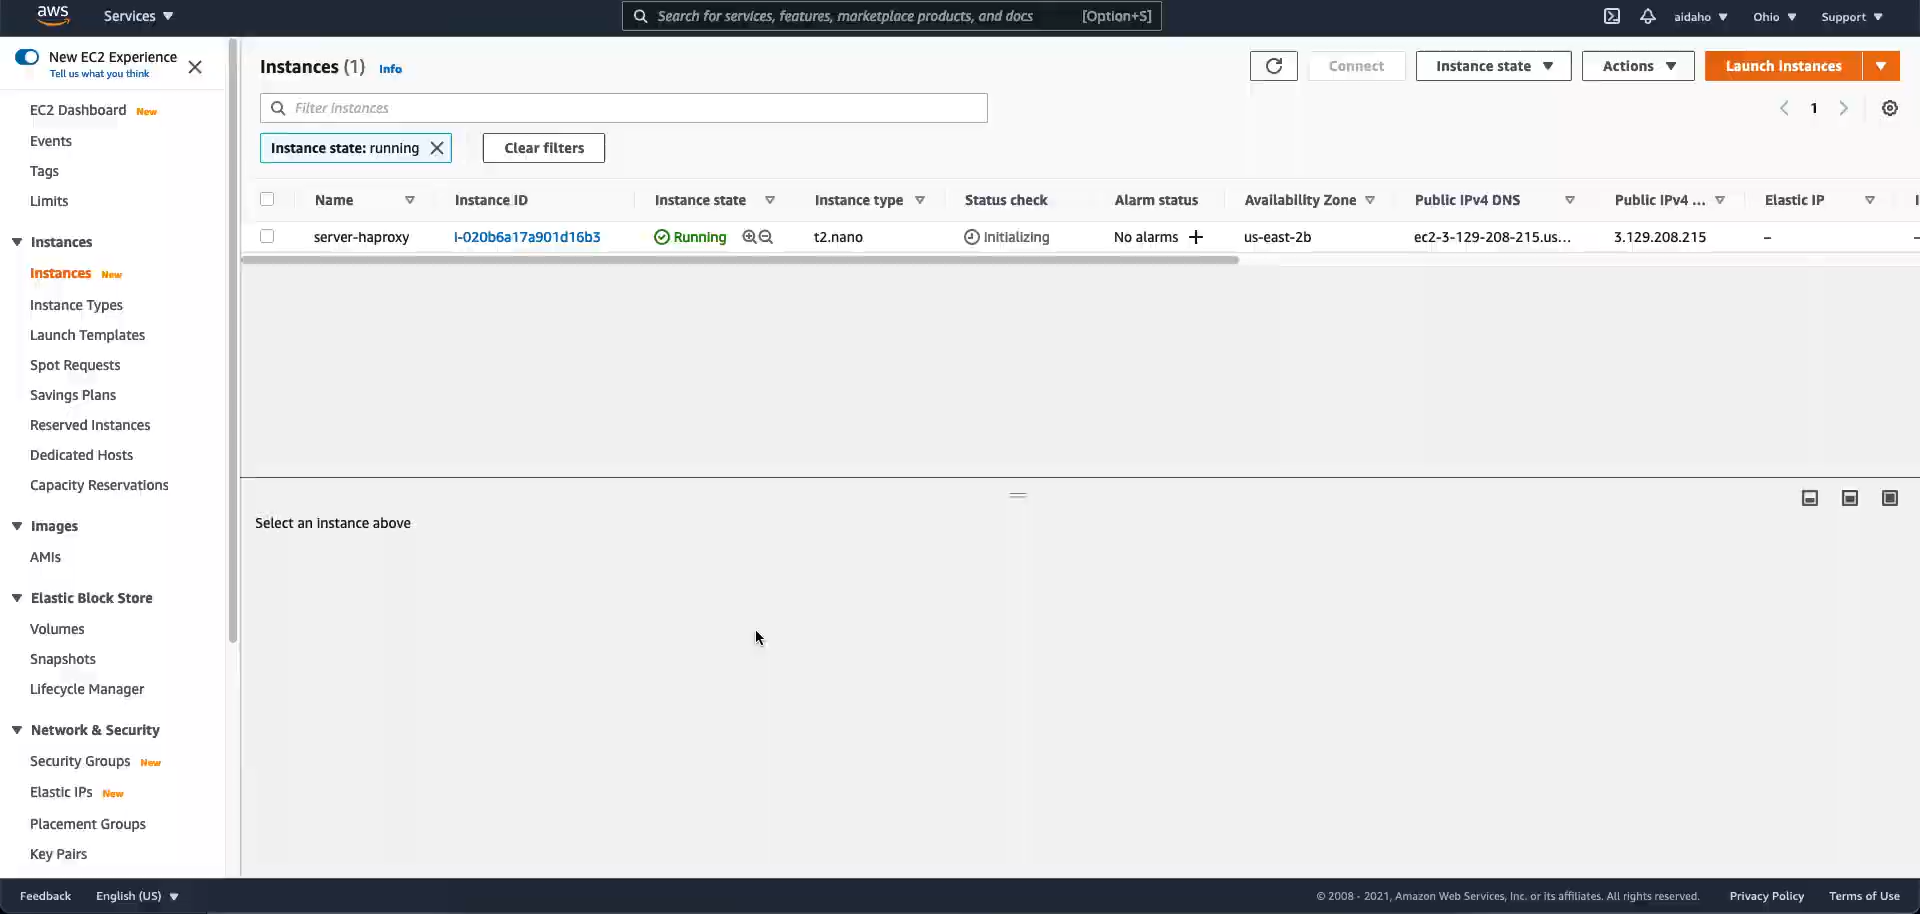 aws Services Search for services, features, marketplace products, and docs [Option+S] aidaho Ohio Support
New EC2 Experience
Tell us what you think
EC2 Dashboard New
Events
Tags
Limits
Instances
Instances New
Instance Types
Launch Templates
Spot Requests
Savings Plans
Reserved Instances
Dedicated Hosts
Capacity Reservations
Images
AMIs
Elastic Block Store
Volumes
Snapshots
Lifecycle Manager
Network & Security
Security Groups New
Elastic IPs New
Placement Groups
Key Pairs
Instances (1) Info Connect Instance state Actions Launch instances
Filter instances 1
Instance state: running Clear filters
Name Instance ID Instance state Instance type Status check Alarm status Availability Zone Public IPv4 DNS Public IPv4 ... Elastic IP
server-haproxy i-020b6a17a901d16b3 Running t2.nano Initializing No alarms + us-east-2b ec2-3-129-208-215.us... 3.129.208.215 –
Select an instance above
Feedback English (US) © 2008 - 2021, Amazon Web Services, Inc. or its affiliates. All rights reserved. Privacy Policy Terms of Use